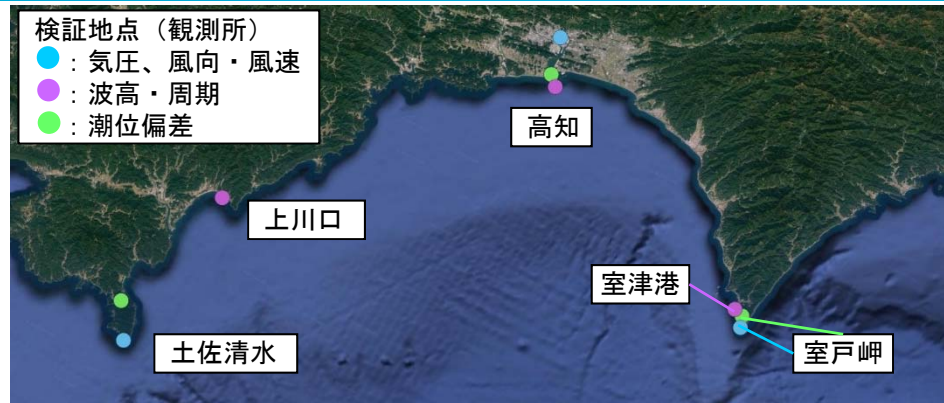 検証地点（観測所）
：気圧、風向・風速
：波高・周期
：潮位偏差
高知
上川口
室津港
土佐清水
室戸岬